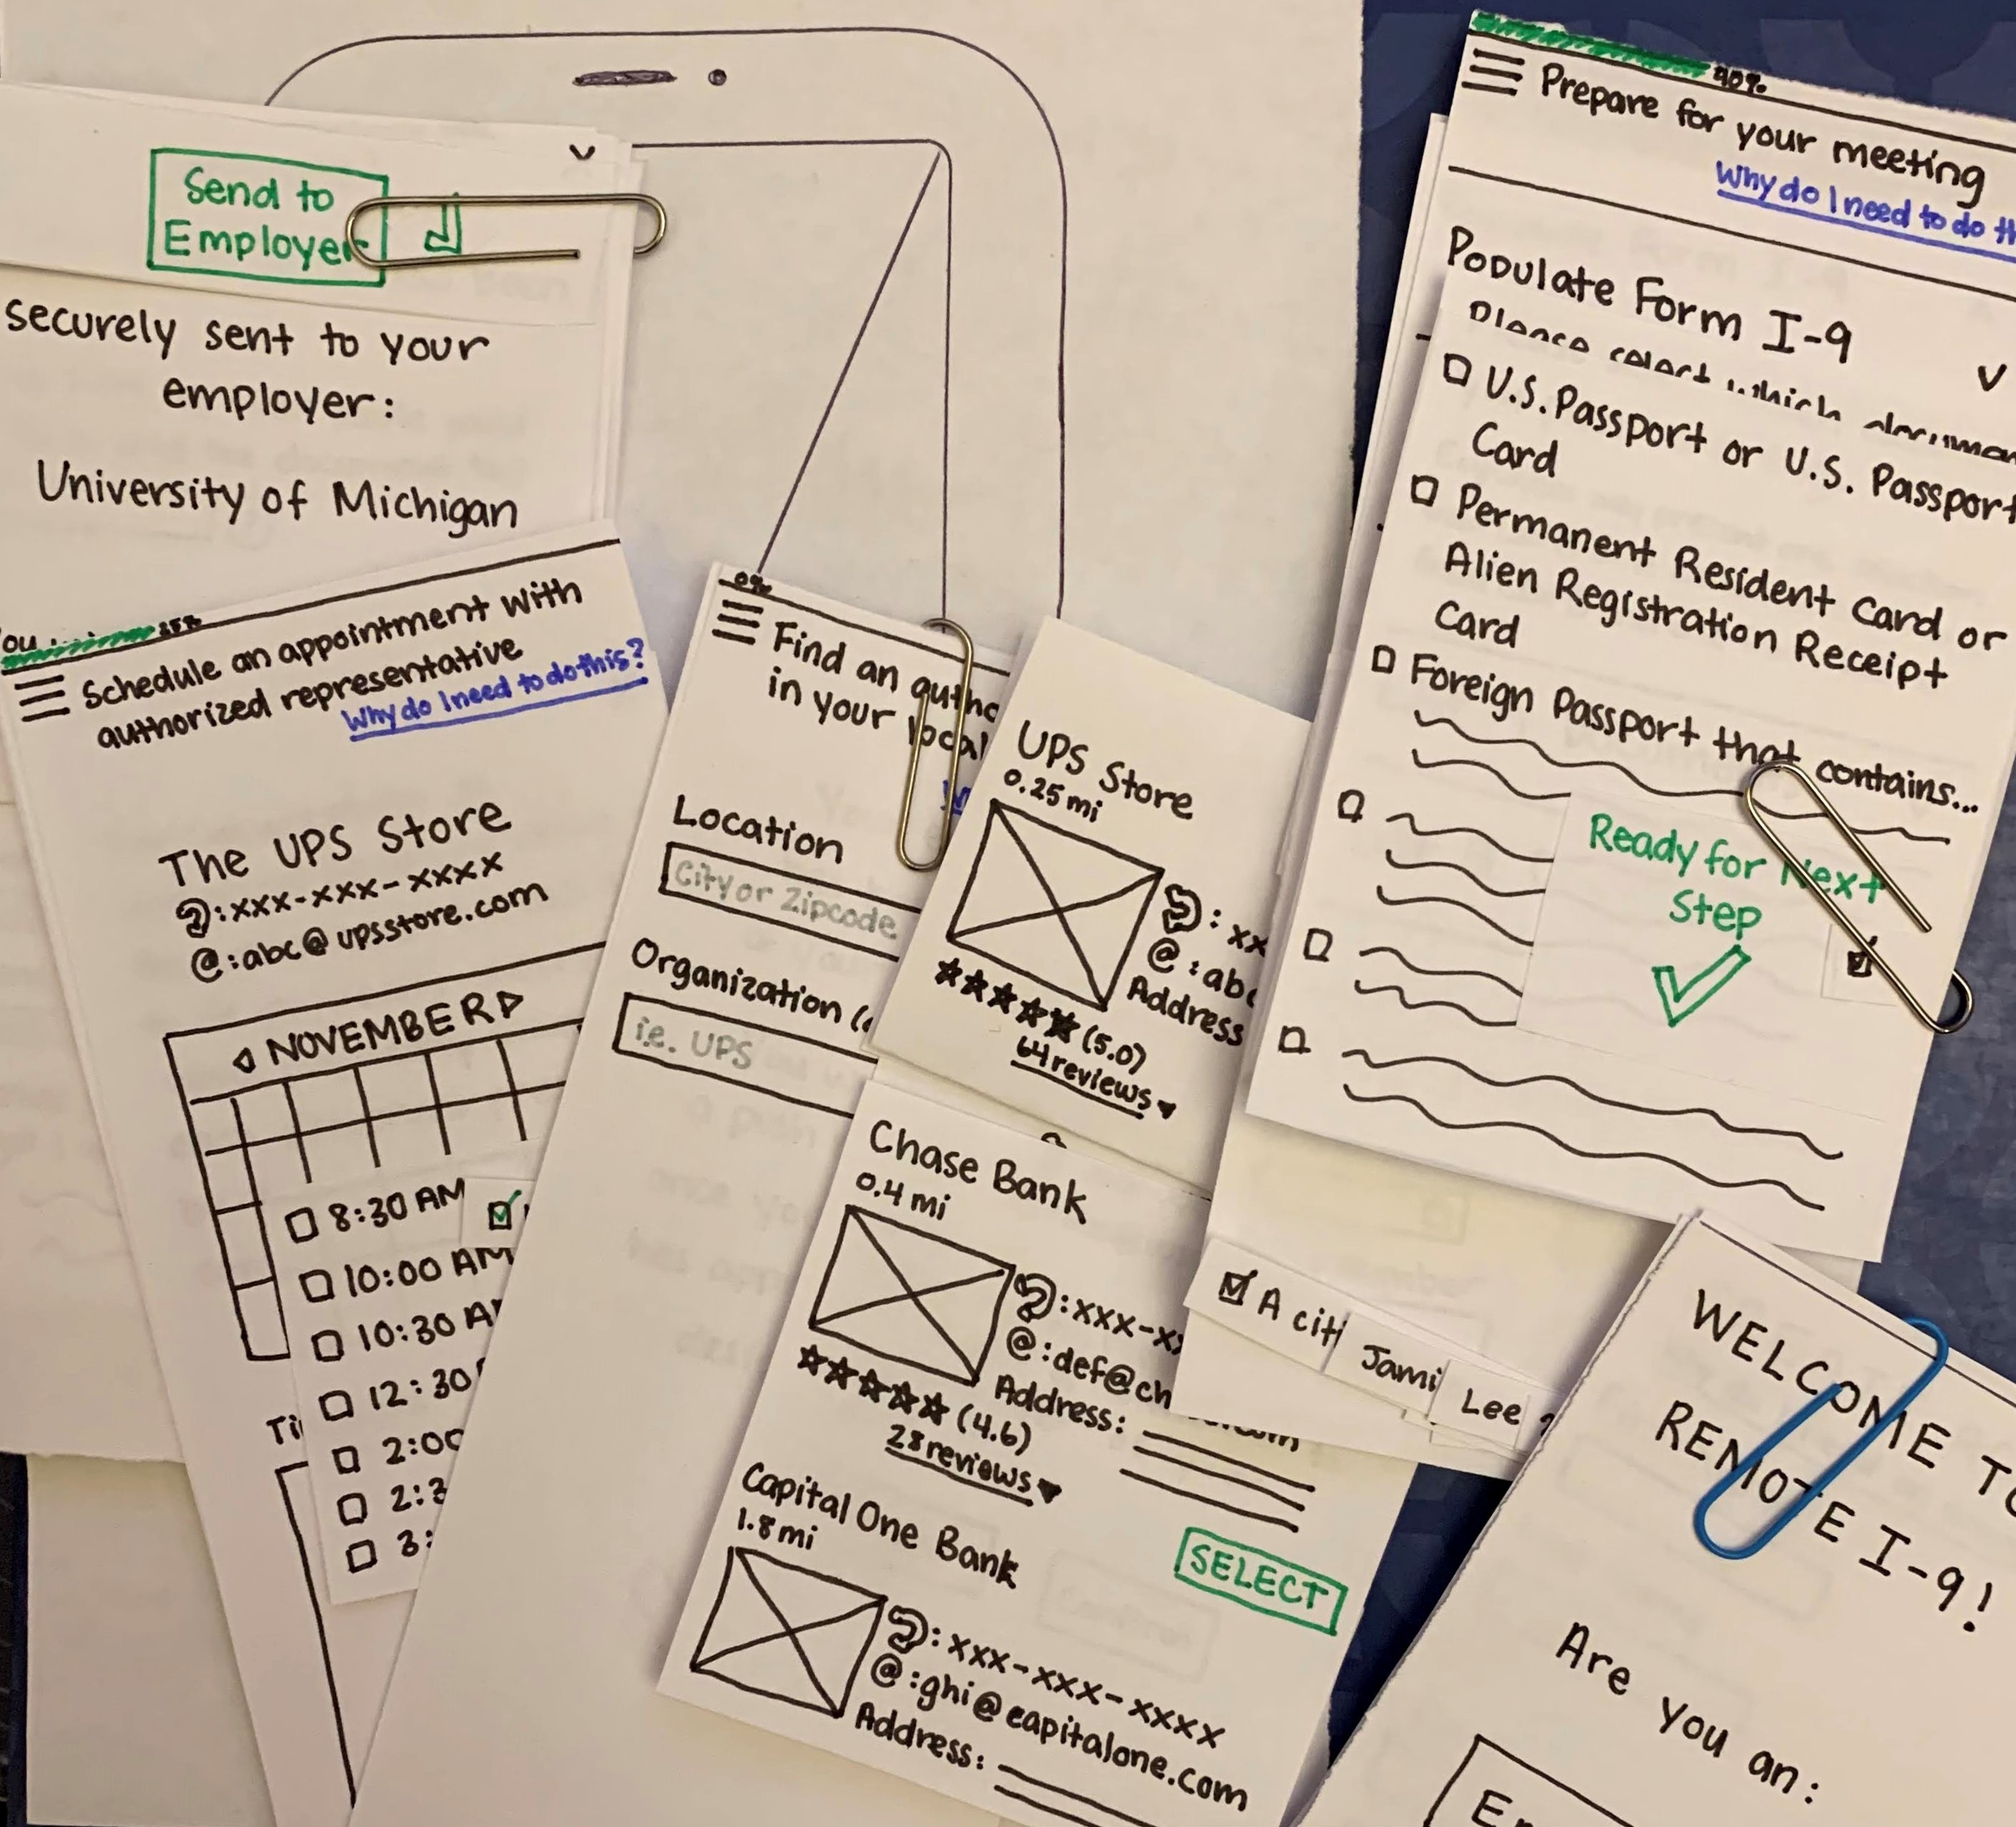 Send to
Employer
securely sent to your
employer:
University of Michigan
You
25%
Schedule an appointment with
authorized representative
Why do I need to do this?
The UPS Store
:xxx-xxx-xxxx
@:abc@upsstore.com
NOVEMBER
8:30 AM
10:00 AM
10:30 A
12:30
2:00
2:3
3:
Ti
0%
Find an autho
in your local
W
Location
City or Zipcode
Organization (
i.e. UPS
UPS Store
0.25 mi
:xx
@:abc
Address
(5.0)
64 reviews
Chase Bank
0.4 mi
:xxx-xx
@:def@ch
Address:
(4.6)
28 reviews
Capital One Bank
1.8 mi
SELECT
:xxx-xxx-xxxx
@:ghi@capitalone.com
Address:
40%
Prepare for your meeting
Why do I need to do th
Populate Form I-9
Please select which documen
U.S. Passport or U.S. Passport
Card
Permanent Resident Card or
Alien Registration Receipt
Card
Foreign Passport that contains...
Ready for Next
Step
A citi
Jami
Lee
WELCOME TO
REMOTE I-9!
Are you an: